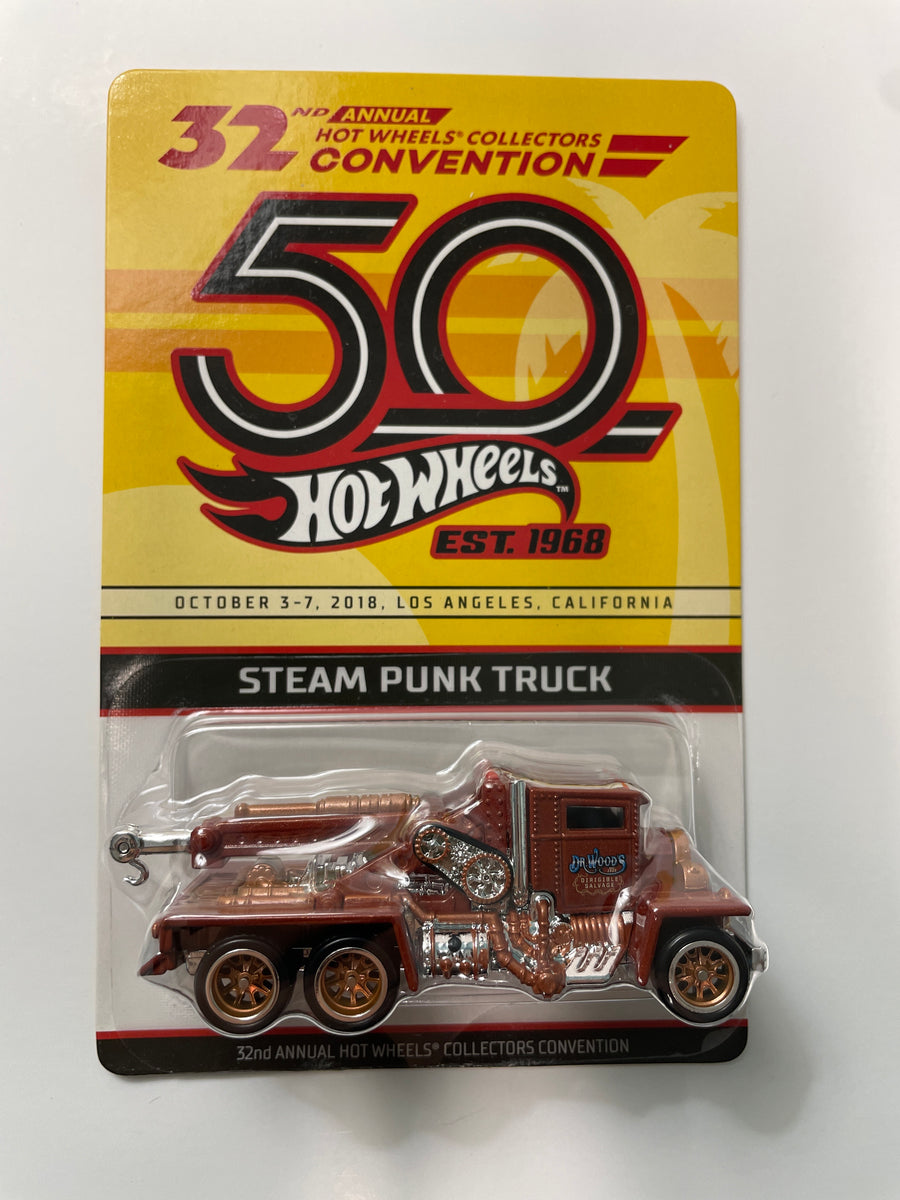 32ND ANNUAL
HOT WHEELS® COLLECTORS
CONVENTION
50
HOT WHEELS™
EST. 1968
OCTOBER 3-7, 2018, LOS ANGELES, CALIFORNIA
STEAM PUNK TRUCK
DR. WOOD'S
DIRIGIBLE
SALVAGE
32nd ANNUAL HOT WHEELS® COLLECTORS CONVENTION